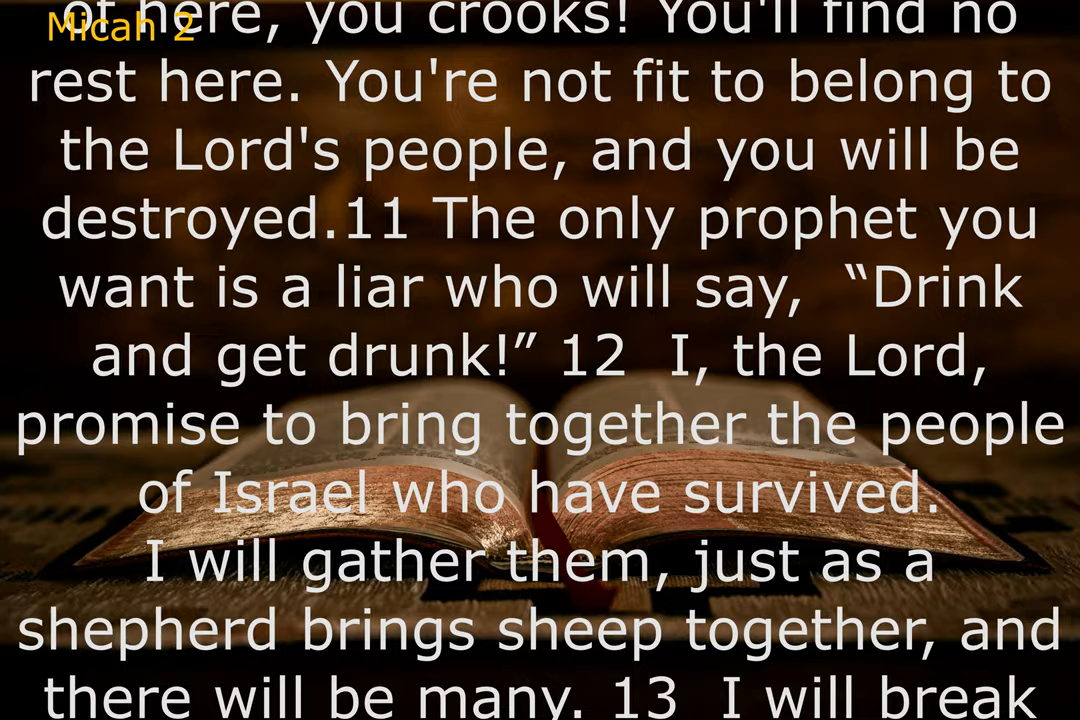 Micah 2
of here, you crooks! You'll find no
rest here. You're not fit to belong to
the Lord's people, and you will be
destroyed.11 The only prophet you
want is a liar who will say,  “Drink
and get drunk!” 12  I, the Lord,
promise to bring together the people
of Israel who have survived.
I will gather them, just as a
shepherd brings sheep together, and
there will be many. 13  I will break